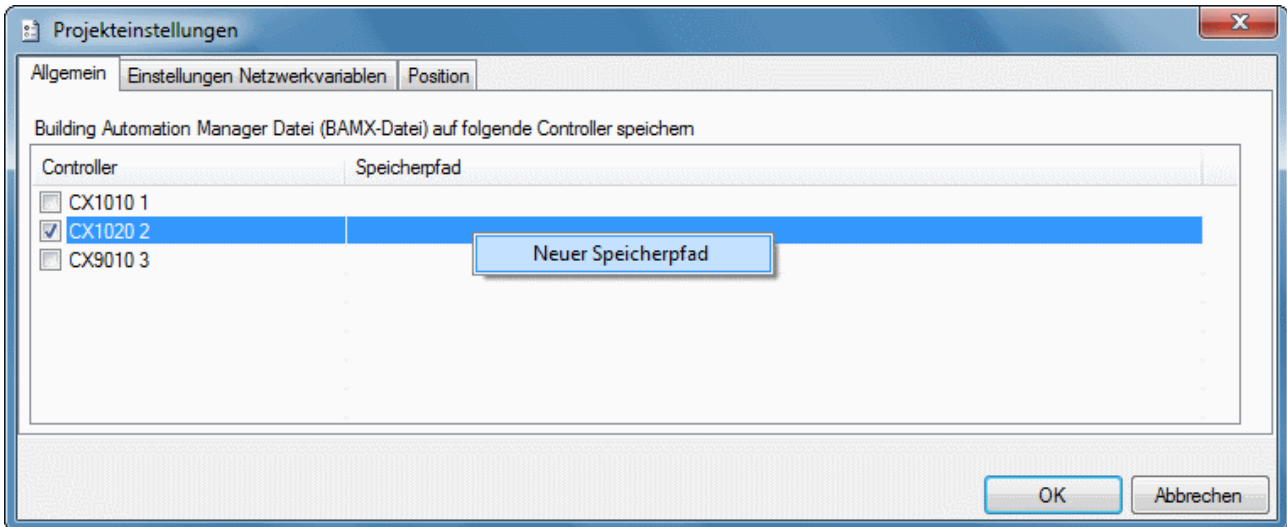 Projekteinstellungen
Allgemein Einstellungen Netzwerkvariablen Position
Building Automation Manager Datei (BAMX-Datei) auf folgende Controller speichern
Controller Speicherpfad
CX1010 1
CX1020 2
Neuer Speicherpfad
CX9010 3
OK Abbrechen